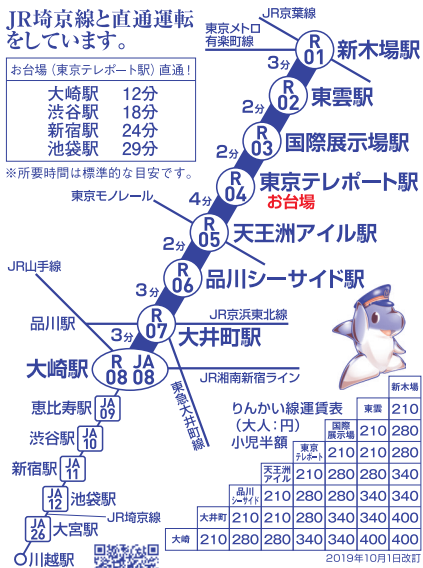 JR埼京線と直通運転
をしています。
お台場（東京テレポート駅）直通！
大崎駅 12分
渋谷駅 18分
新宿駅 24分
池袋駅 29分
※所要時間は標準的な目安です。
JR京葉線
東京メトロ
有楽町線
R
01
新木場駅
3分
R
02
東雲駅
2分
R
03
国際展示場駅
2分
R
04
東京テレポート駅
お台場
4分
東京モノレール
R
05
天王洲アイル駅
2分
R
06
品川シーサイド駅
3分
JR山手線
品川駅
R
07
大井町駅
JR京浜東北線
3分
東急大井町線
大崎駅
R JA
08 08
JR湘南新宿ライン
恵比寿駅
JA
09
渋谷駅
JA
10
新宿駅
JA
11
JA
12
池袋駅
JA
26
大宮駅
JR埼京線
川越駅
りんかい線運賃表
（大人：円）
小児半額
新木場
東雲 210
国際
展示場 210 280
東京
テレポート 210 210 280
天王洲
アイル 210 280 280 340
品川
シーサイド 210 280 280 340 340
大井町 210 210 280 340 340 400
大崎 210 280 280 340 340 400 400
2019年10月1日改訂